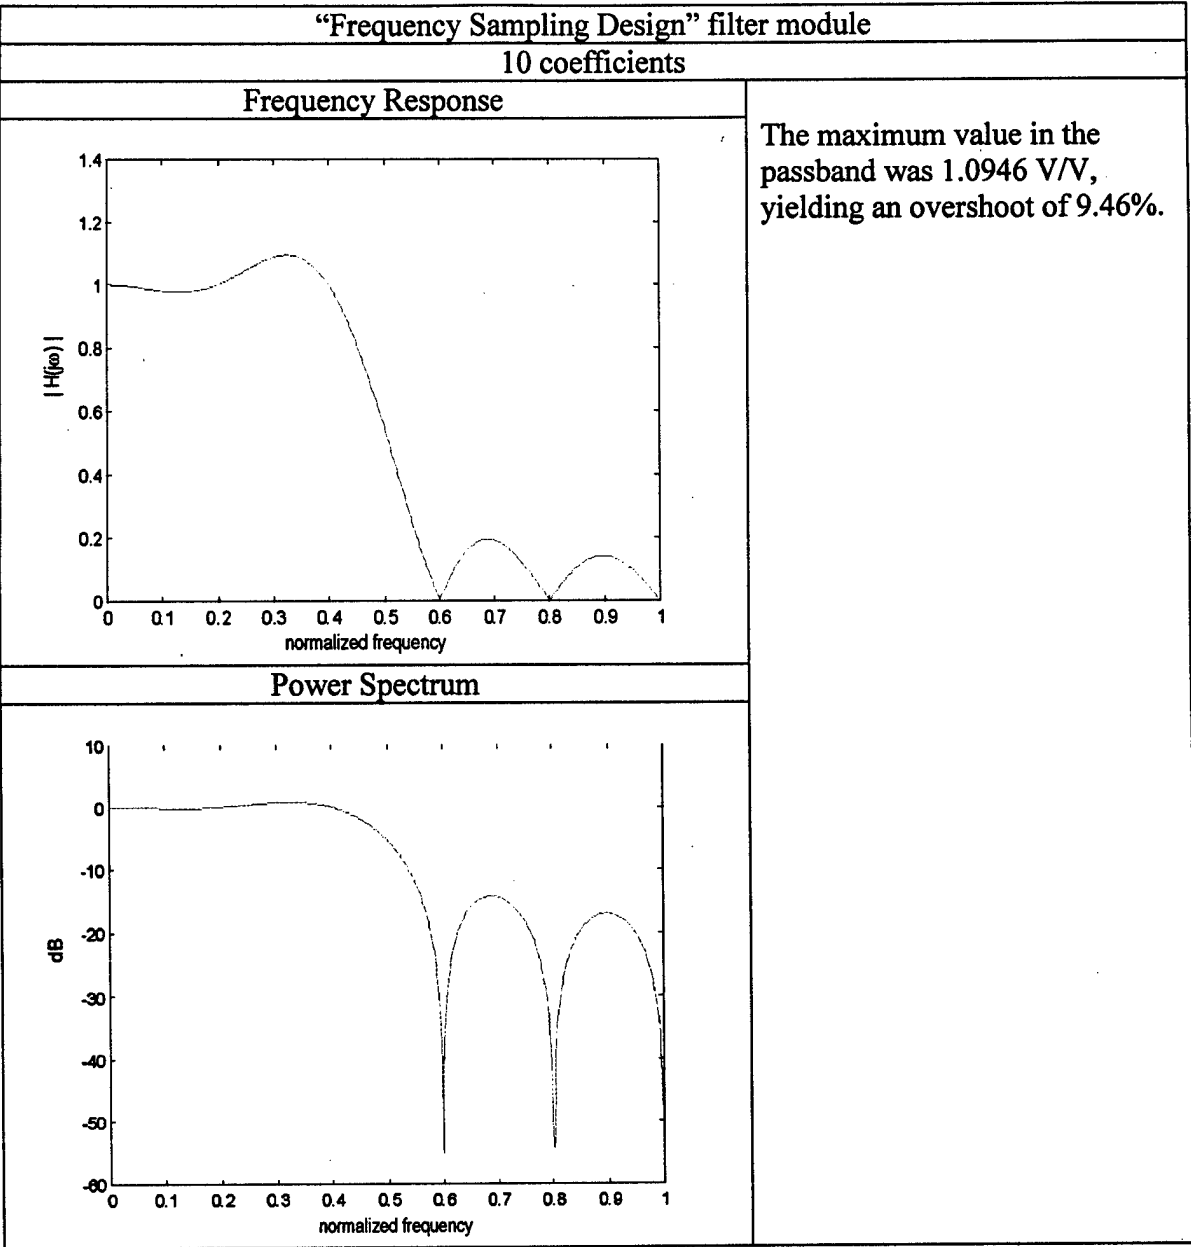 “Frequency Sampling Design” filter module
10 coefficients
Frequency Response
The maximum value in the
passband was 1.0946 V/V,
yielding an overshoot of 9.46%.
1.4
1.2
1
0.8
0.6
0.4
0.2
0
| H(jω) |
0 0.1 0.2 0.3 0.4 0.5 0.6 0.7 0.8 0.9 1
normalized frequency
Power Spectrum
10
0
-10
-20
-30
-40
-50
-60
dB
0 0.1 0.2 0.3 0.4 0.5 0.6 0.7 0.8 0.9 1
normalized frequency